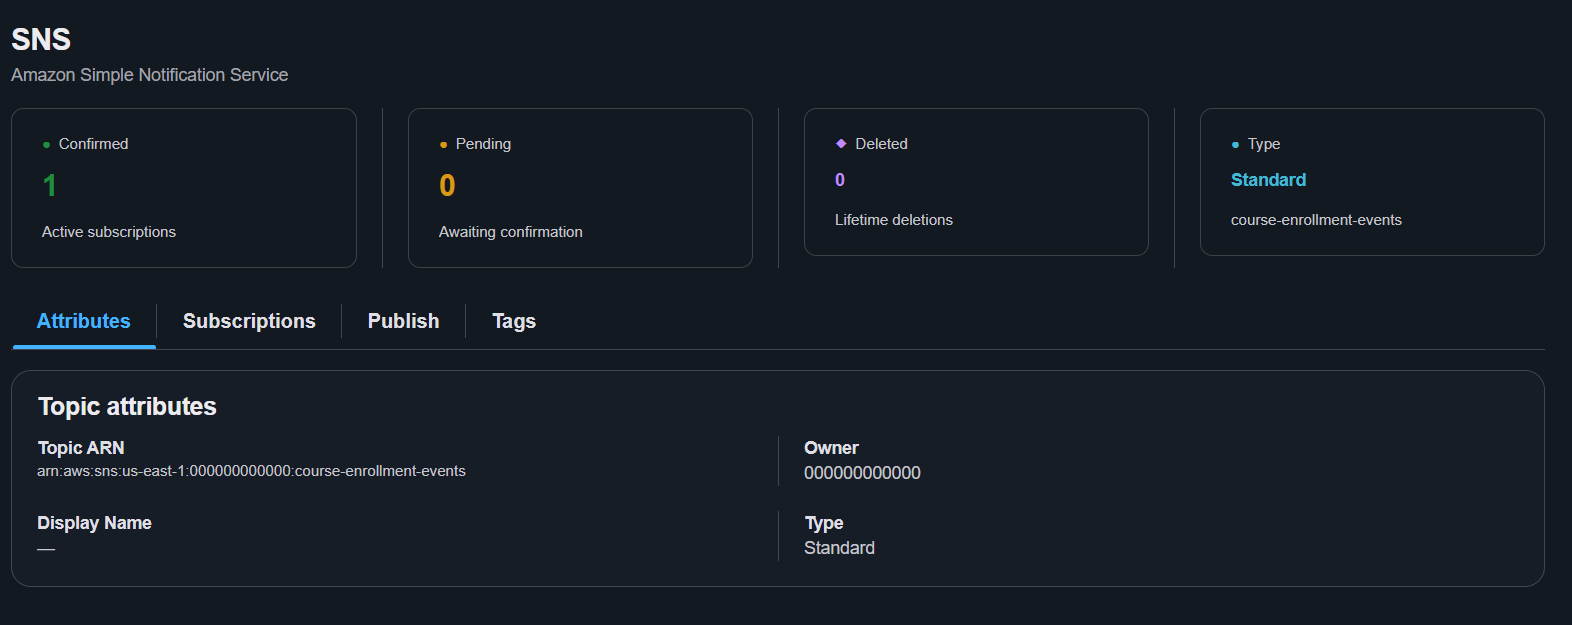 SNS
Amazon Simple Notification Service
Confirmed
1
Active subscriptions
Pending
0
Awaiting confirmation
Deleted
0
Lifetime deletions
Type
Standard
course-enrollment-events
Attributes
Subscriptions
Publish
Tags
Topic attributes
Topic ARN
arn:aws:sns:us-east-1:000000000000:course-enrollment-events
Owner
000000000000
Display Name
—
Type
Standard